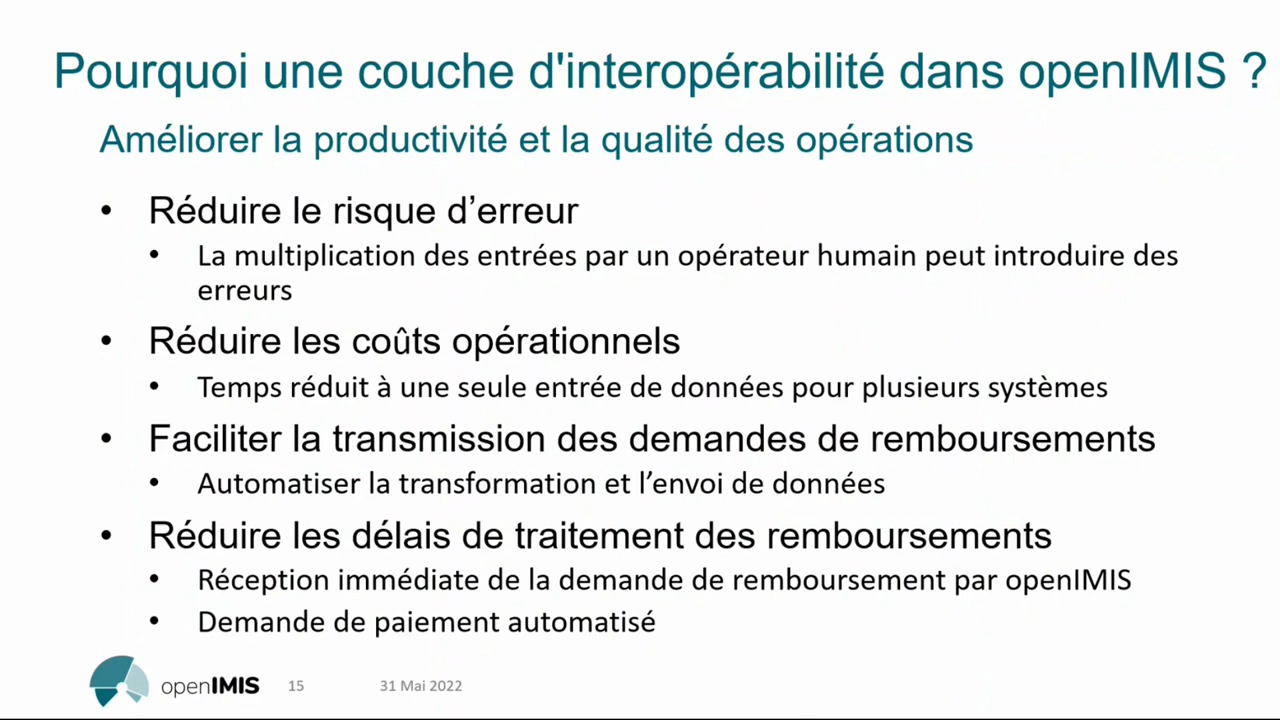 Pourquoi une couche d'interopérabilité dans openIMIS ?
Améliorer la productivité et la qualité des opérations
• Réduire le risque d’erreur
• La multiplication des entrées par un opérateur humain peut introduire des
erreurs
• Réduire les coûts opérationnels
• Temps réduit à une seule entrée de données pour plusieurs systèmes
• Faciliter la transmission des demandes de remboursements
• Automatiser la transformation et l’envoi de données
• Réduire les délais de traitement des remboursements
• Réception immédiate de la demande de remboursement par openIMIS
• Demande de paiement automatisé
openIMIS 15 31 Mai 2022